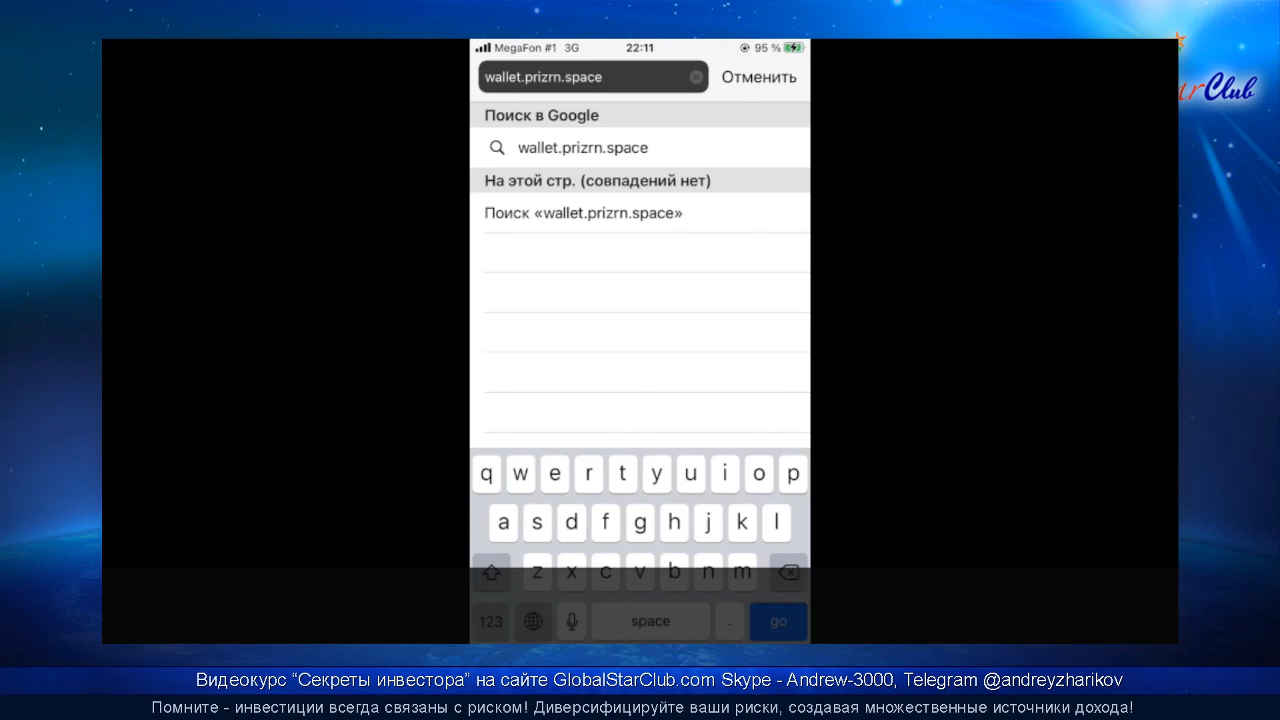 MegaFon #1 3G 22:11 95 %
wallet.prizrn.space Отменить
Club
Поиск в Google
wallet.prizrn.space
На этой стр. (совпадений нет)
Поиск «wallet.prizrn.space»
q w e r t y u i o p
a s d f g h j k l
z x c v b n m
123 space . go
Видеокурс “Секреты инвестора” на сайте GlobalStarClub.com Skype - Andrew-3000, Telegram @andreyzharikov
Помните - инвестиции всегда связаны с риском! Диверсифицируйте ваши риски, создавая множественные источники дохода!